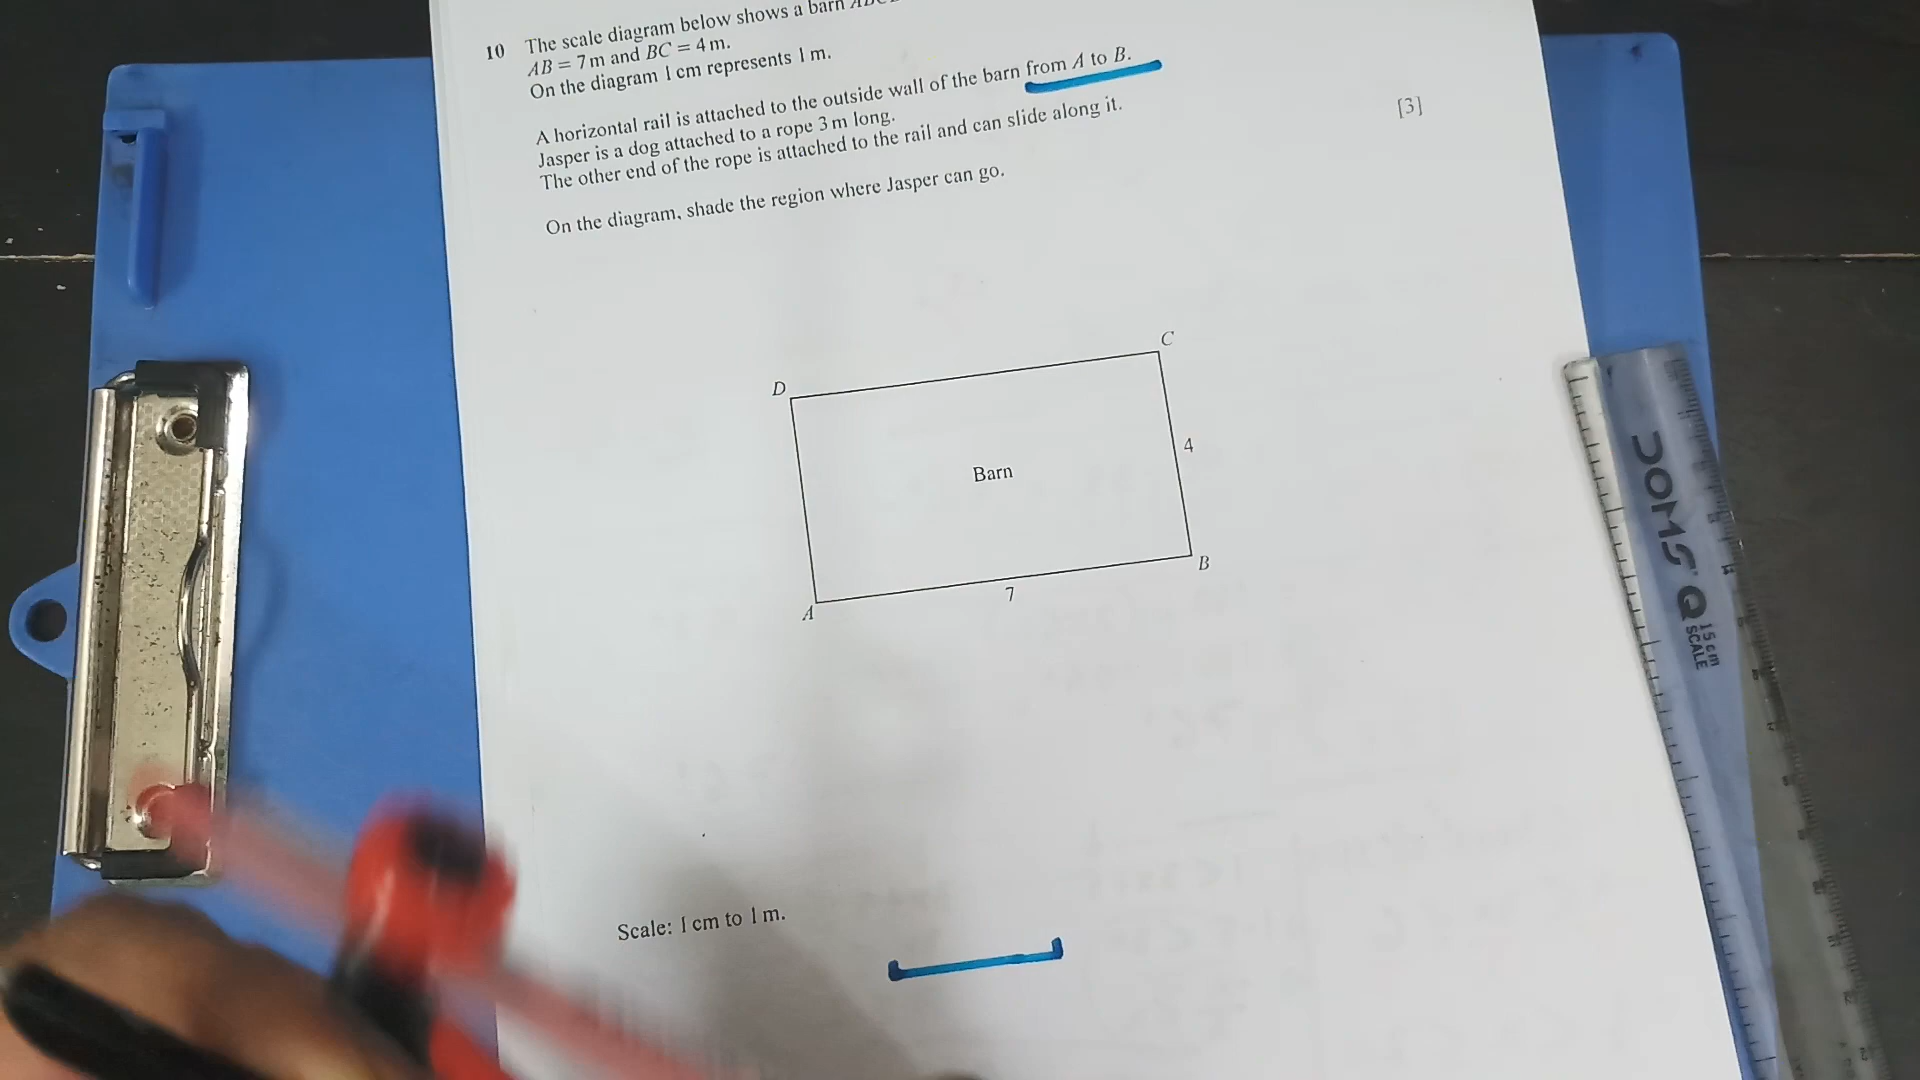 10 The scale diagram below shows a barn
AB = 7 m and BC = 4 m.
On the diagram 1 cm represents 1 m.
A horizontal rail is attached to the outside wall of the barn from A to B.
Jasper is a dog attached to a rope 3 m long.
The other end of the rope is attached to the rail and can slide along it.
On the diagram, shade the region where Jasper can go.
[3]
D
C
4
Barn
B
7
A
Scale: 1 cm to 1 m.
DOMS Q
15 cm
SCALE